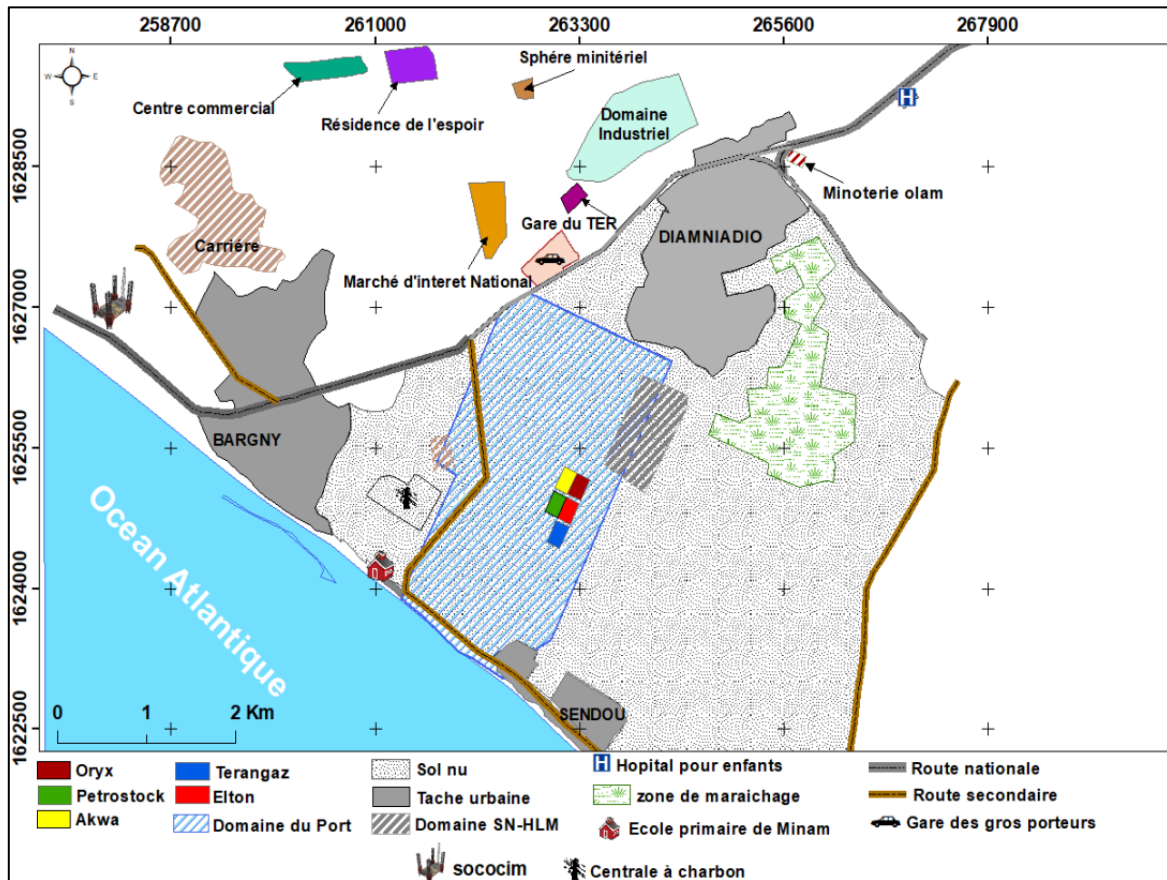 258700 261000 263300 265600 267900
N
W E
S
Sphère minitériel
Centre commercial
Résidence de l'espoir
Domaine
Industriel
H
1628500
Minoterie olam
Gare du TER
DIAMNIADIO
Carriére
Marché d'interet National
1627000
1625500
BARGNY
Ocean Atlantique
1624000
0 1 2 Km
SENDOU
1622500
Oryx
Petrostock
Akwa
Terangaz
Elton
Domaine du Port
Sol nu
Tache urbaine
Domaine SN-HLM
H Hopital pour enfants
zone de maraichage
Ecole primaire de Minam
Route nationale
Route secondaire
Gare des gros porteurs
sococim
Centrale à charbon